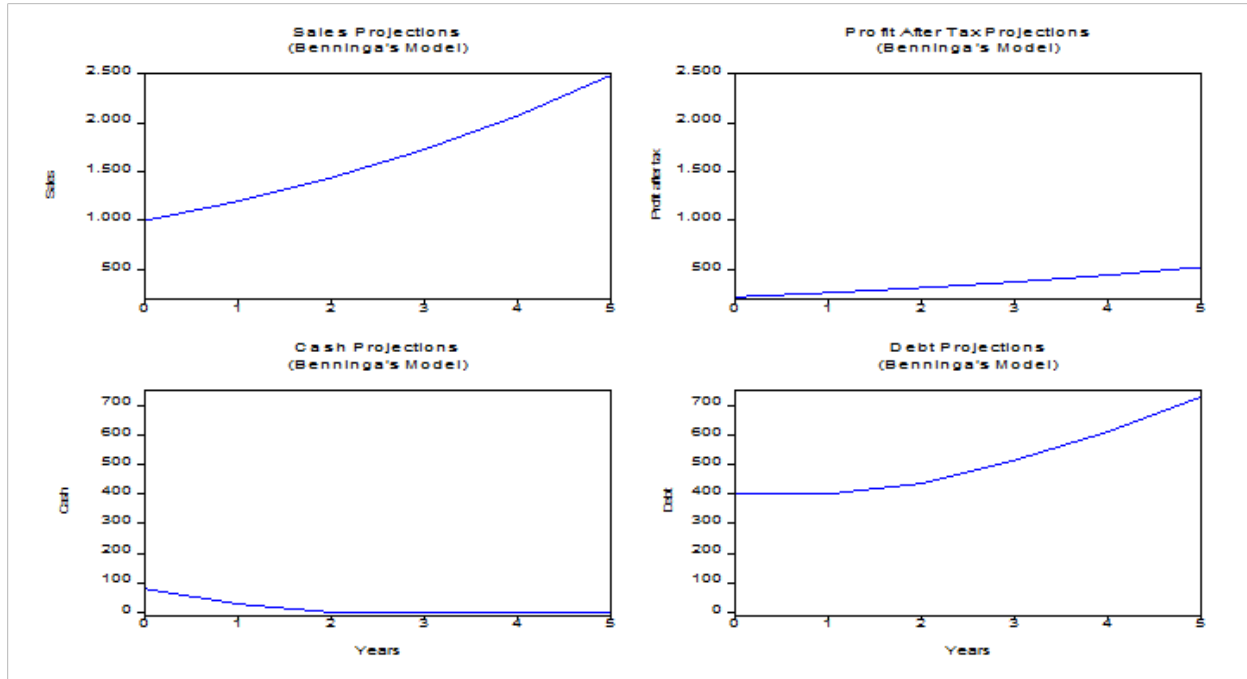 Sales Projections
(Benninga's Model)
2.500
2.000
1.500
1.000
500
Sales
0 1 2 3 4 5
Profit After Tax Projections
(Benninga's Model)
2.500
2.000
1.500
1.000
500
Profit after tax
0 1 2 3 4 5
Cash Projections
(Benninga's Model)
700
600
500
400
300
200
100
0
Cash
0 1 2 3 4 5
Years
Debt Projections
(Benninga's Model)
700
600
500
400
300
200
100
0
Debt
0 1 2 3 4 5
Years